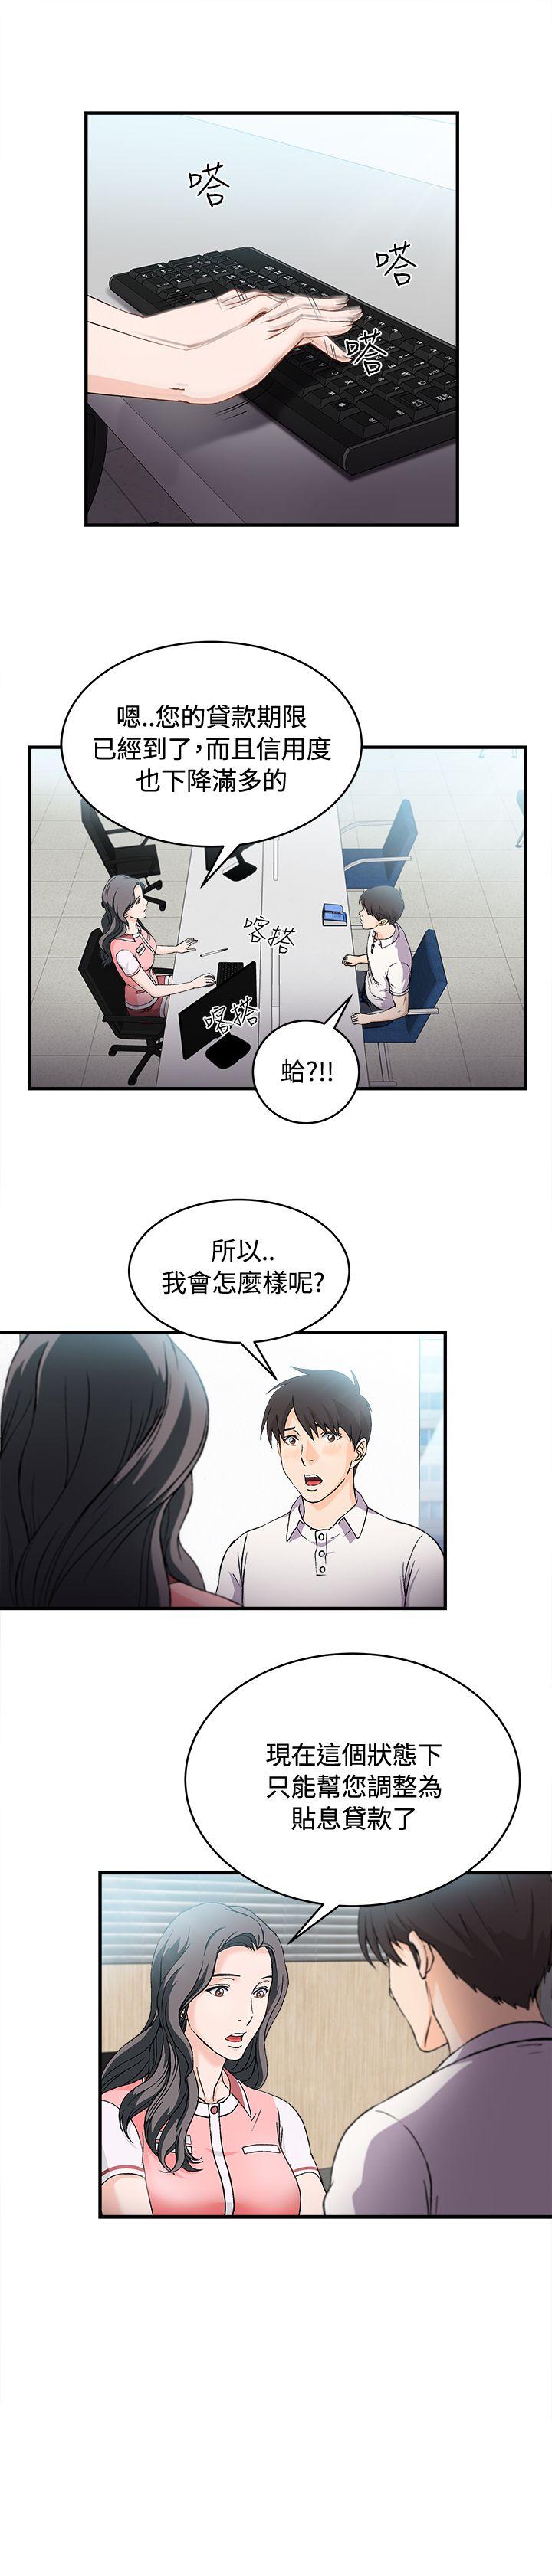 嗒
嗒
嗒
嗯..您的貸款期限
已經到了,而且信用度
也下降滿多的
喀搭
喀搭
蛤?!!
所以..
我會怎麼樣呢?
現在這個狀態下
只能幫您調整為
貼息貸款了